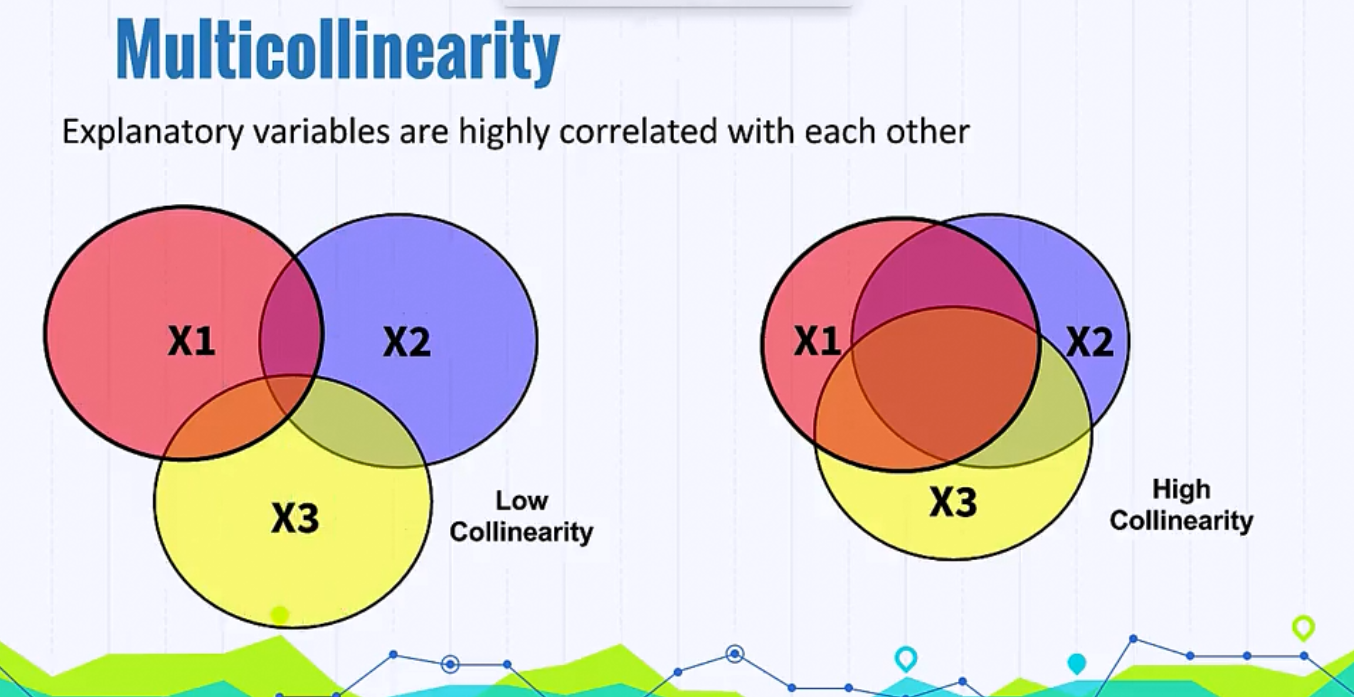 Multicollinearity
Explanatory variables are highly correlated with each other
X1
X2
X3
Low
Collinearity
X1
X2
X3
High
Collinearity